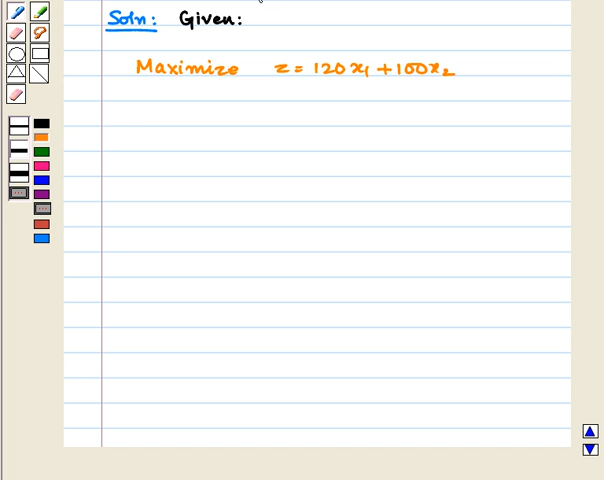 Soln: Given:
Maximize z = 120x₁ + 100x₂